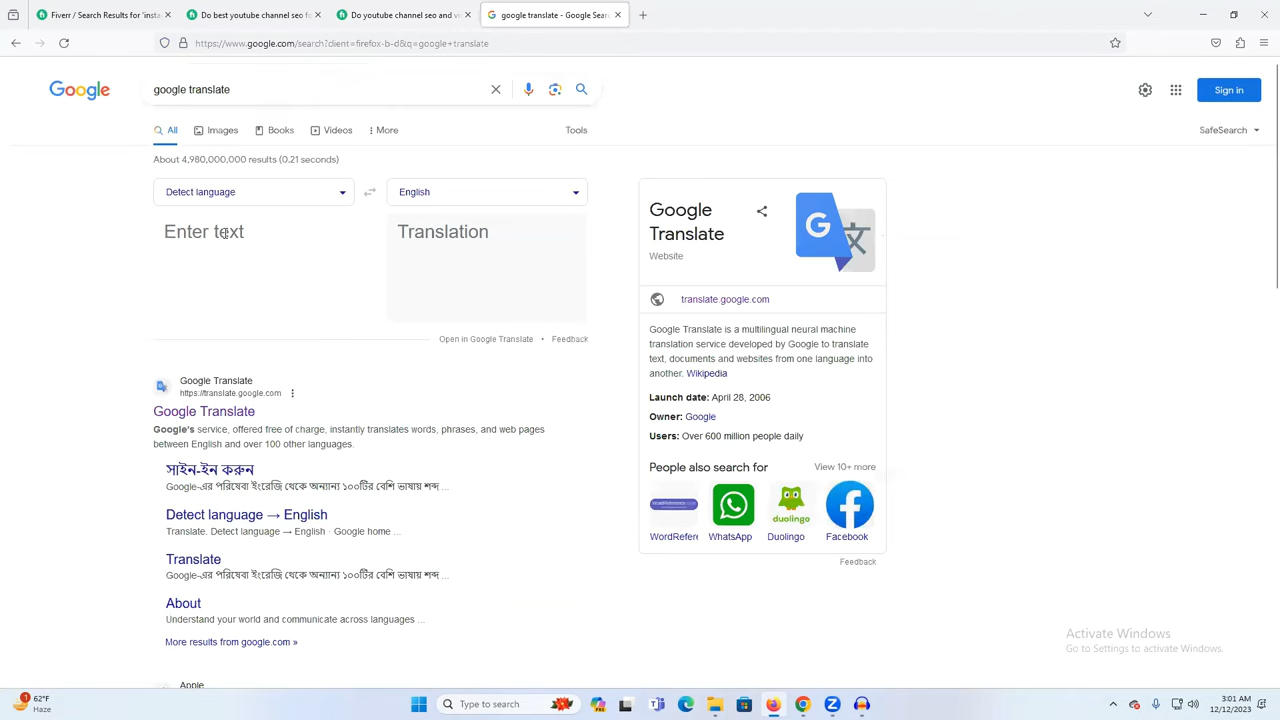 Fiver / Search Results for 'insta
Do best youtube channel seo f
Do youtube channel seo and v
google translate - Google Sear
https://www.google.com/search?client=firefox-b-d&q=google+translate
Google
google translate
Sign in
All
Images
Books
Videos
More
Tools
SafeSearch
About 4,980,000,000 results (0.21 seconds)
Detect language
English
Enter text
Translation
Open in Google Translate • Feedback
Google Translate
https://translate.google.com
Google Translate
Google's service, offered free of charge, instantly translates words, phrases, and web pages
between English and over 100 other languages.
সাইন-ইন করুন
Google-এর পরিষেবা ইংরেজি থেকে অন্যান্য ১০০টির বেশি ভাষায় শব্দ ...
Detect language → English
Translate. Detect language → English · Google home ...
Translate
Google-এর পরিষেবা ইংরেজি থেকে অন্যান্য ১০০টির বেশি ভাষায় শব্দ ...
About
Understand your world and communicate across languages ...
More results from google.com »
Apple
Google
Translate
Website
translate.google.com
Google Translate is a multilingual neural machine
translation service developed by Google to translate
text, documents and websites from one language into
another. Wikipedia
Launch date: April 28, 2006
Owner: Google
Users: Over 600 million people daily
People also search for
View 10+ more
WordReference
duolingo
WordRefere
WhatsApp
Duolingo
Facebook
Feedback
Activate Windows
Go to Settings to activate Windows.
1
62°F
Haze
Type to search
3:01 AM
12/12/2023